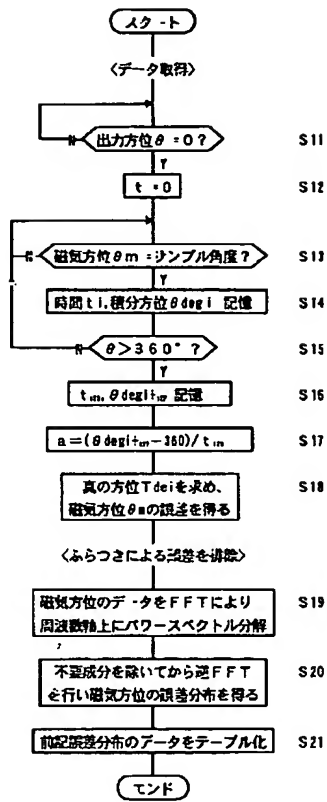 スタート
〈データ取得〉
出力方位θ=0?
N
S11
Y
t=0
S12
磁気方位θm=サンプル角度?
N
S13
Y
時間ti,積分方位θdegi 記憶
S14
θ>360°?
N
S15
Y
記憶
S16
S17
真の方位Tdeiを求め、
磁気方位θmの誤差を得る
S18
〈ふらつきによる誤差を排除〉
磁気方位のデータをFFTにより
周波数軸上にパワースペクトル分解
S19
不要成分を除いてから逆FFT
を行い磁気方位の誤差分布を得る
S20
前記誤差分布のデータをテーブル化
S21
エンド